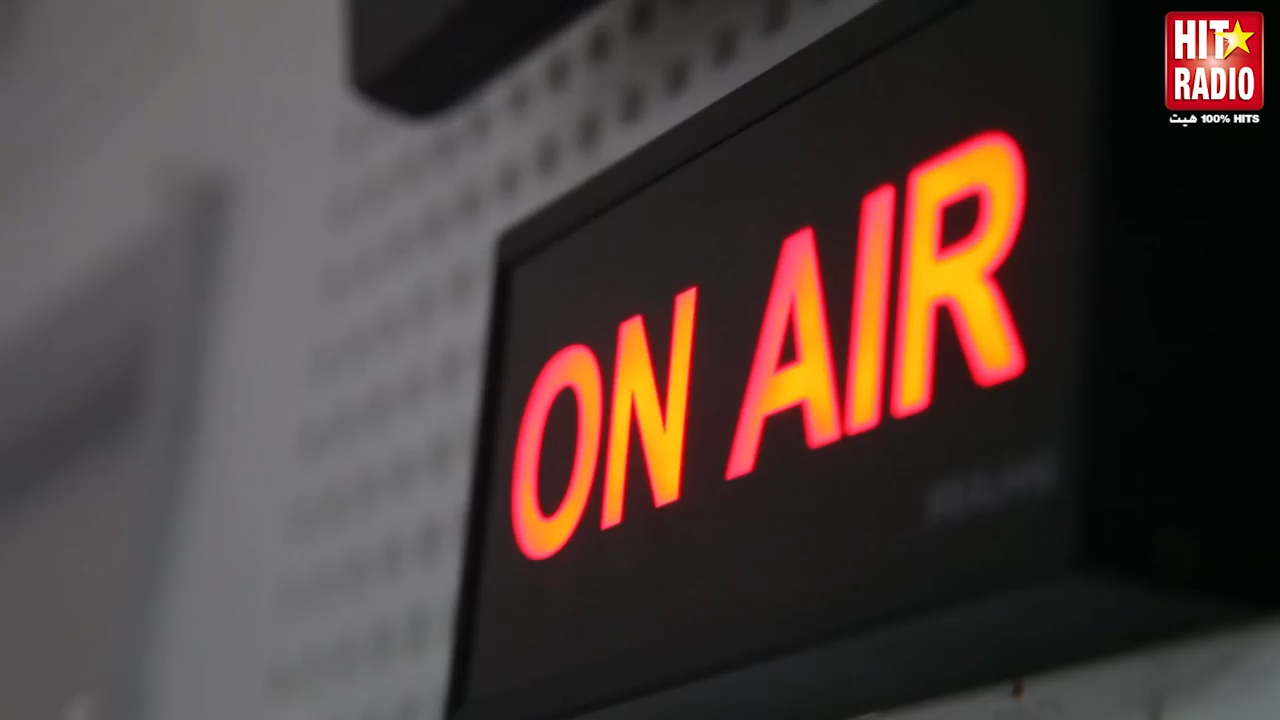 HIT
RADIO
هيت 100% HITS
ON AIR